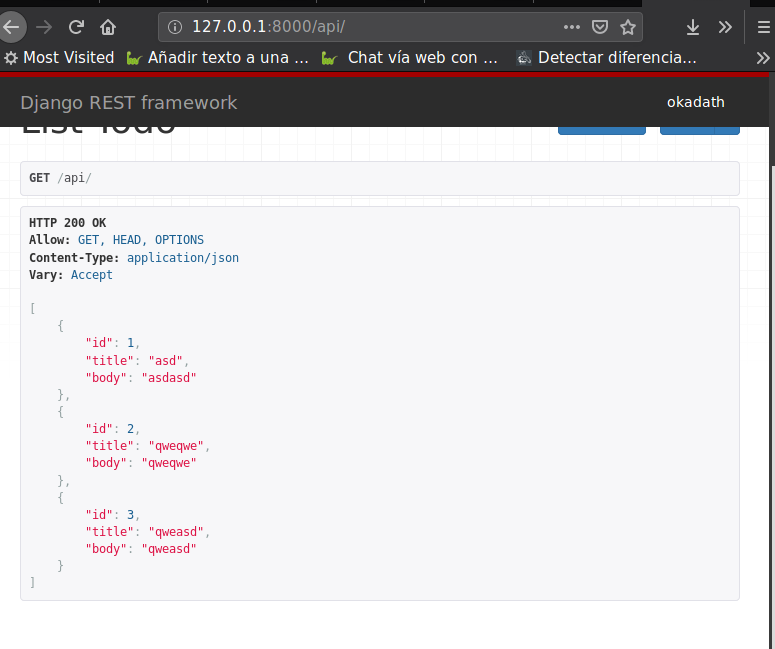 127.0.0.1:8000/api/
Most Visited Añadir texto a una ... Chat vía web con ... Detectar diferencia...
Django REST framework okadath
List Todo
GET /api/
HTTP 200 OK
Allow: GET, HEAD, OPTIONS
Content-Type: application/json
Vary: Accept
[
{
"id": 1,
"title": "asd",
"body": "asdasd"
},
{
"id": 2,
"title": "qweqwe",
"body": "qweqwe"
},
{
"id": 3,
"title": "qweasd",
"body": "qweasd"
}
]